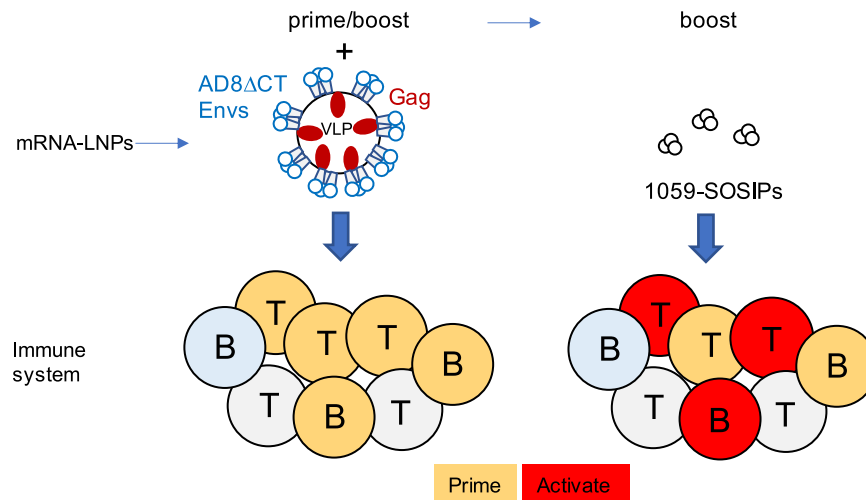 prime/boost
boost
+
AD8ΔCT
Envs
Gag
VLP
mRNA-LNPs
1059-SOSIPs
T
T
T
B
B
T
B
T
T
T
T
B
B
T
B
T
Immune
system
Prime
Activate